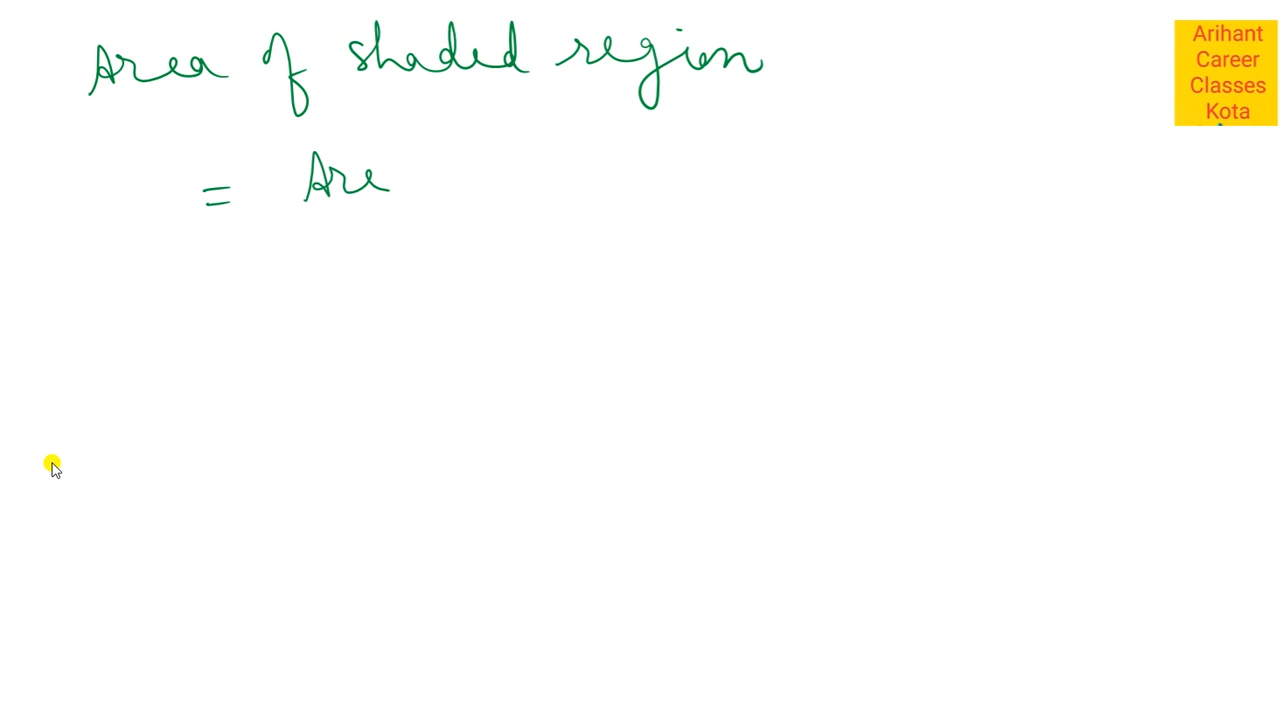 Area of shaded region
= Are
Arihant
Career
Classes
Kota